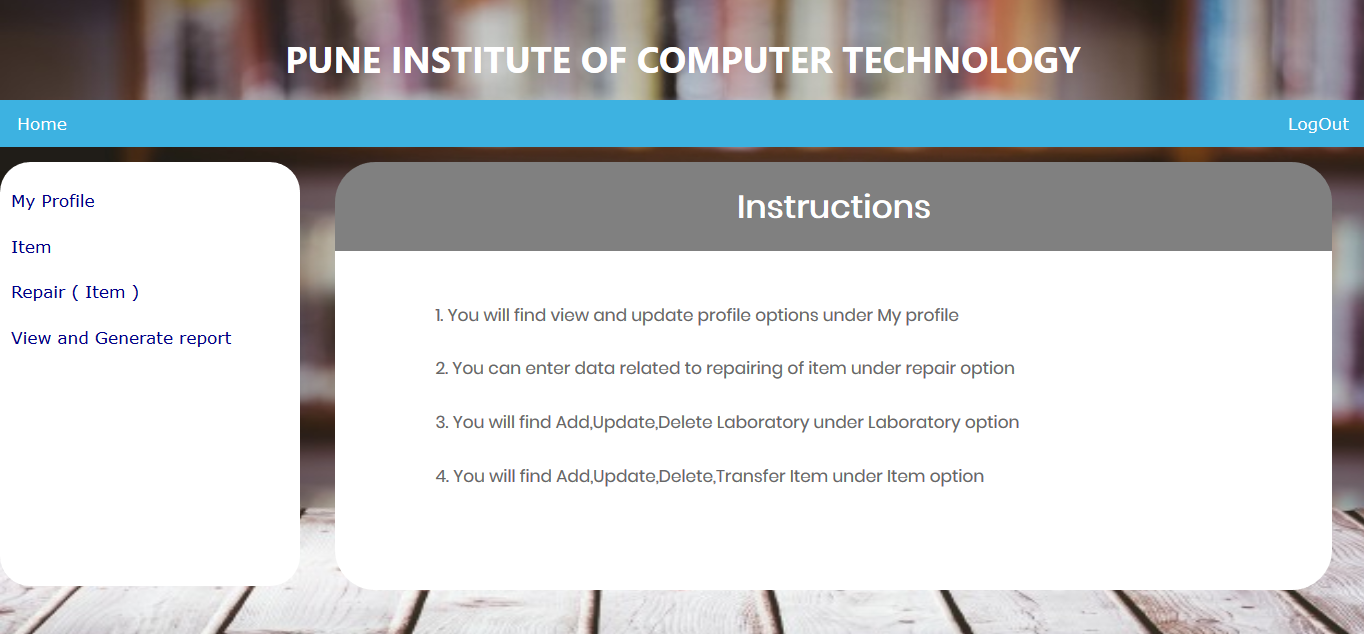 PUNE INSTITUTE OF COMPUTER TECHNOLOGY
Home
LogOut
My Profile
Item
Repair ( Item )
View and Generate report
Instructions
1. You will find view and update profile options under My profile
2. You can enter data related to repairing of item under repair option
3. You will find Add,Update,Delete Laboratory under Laboratory option
4. You will find Add,Update,Delete,Transfer Item under Item option